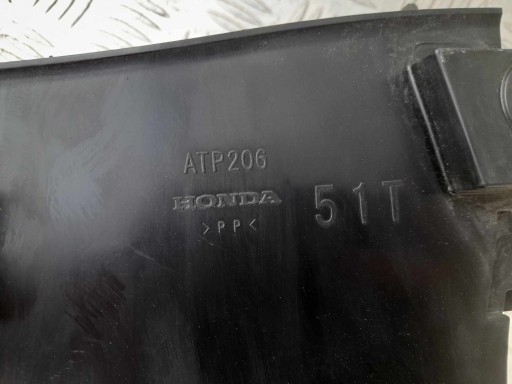 ATP206
HONDA 51T
>PP<